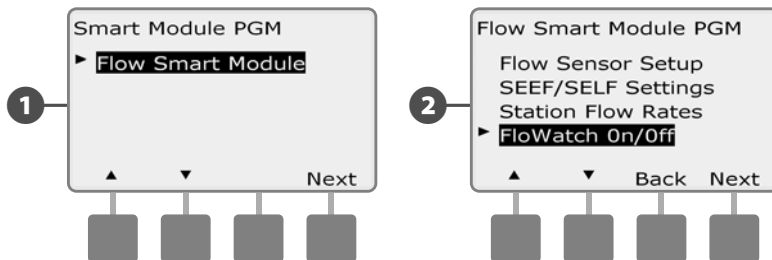 1
Smart Module PGM
► Flow Smart Module
▲ ▼ Next
2
Flow Smart Module PGM
Flow Sensor Setup
SEEF/SELF Settings
Station Flow Rates
► FloWatch On/Off
▲ ▼ Back Next